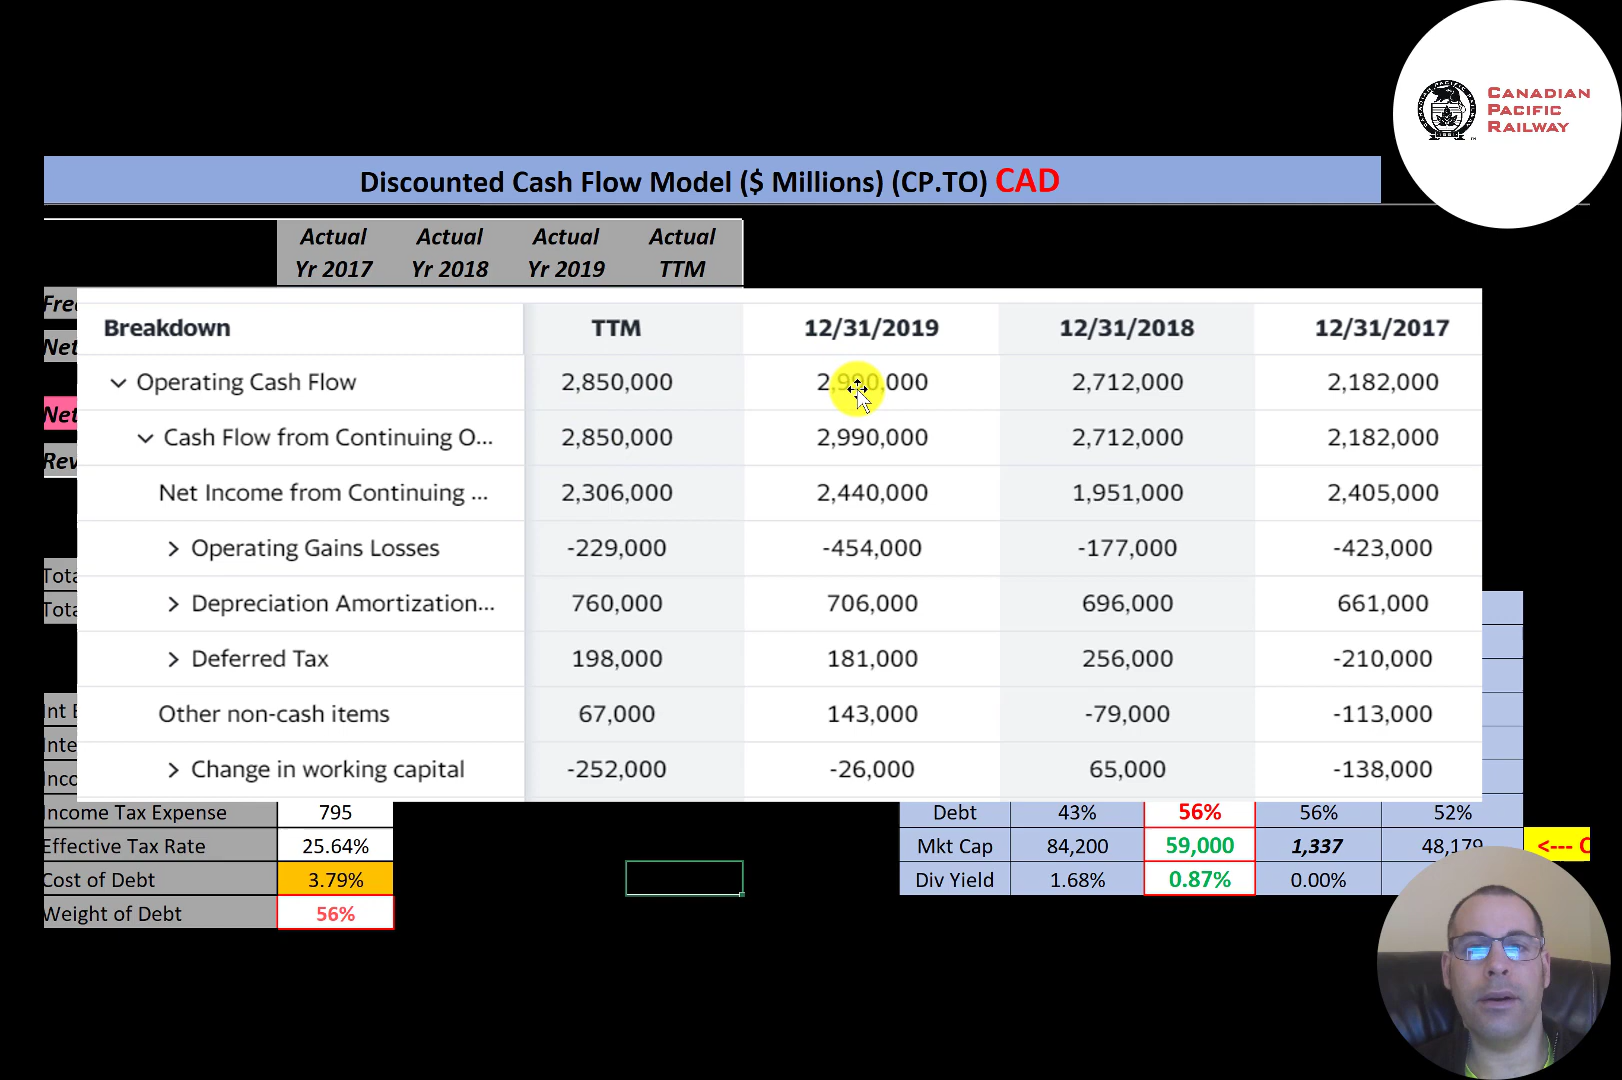 CANADIAN
PACIFIC
RAILWAY
Discounted Cash Flow Model ($ Millions) (CP.TO) CAD
Actual Actual Actual Actual
Yr 2017 Yr 2018 Yr 2019 TTM
Breakdown TTM 12/31/2019 12/31/2018 12/31/2017
Operating Cash Flow 2,850,000 2,990,000 2,712,000 2,182,000
Cash Flow from Continuing O... 2,850,000 2,990,000 2,712,000 2,182,000
Net Income from Continuing ... 2,306,000 2,440,000 1,951,000 2,405,000
Operating Gains Losses -229,000 -454,000 -177,000 -423,000
Depreciation Amortization... 760,000 706,000 696,000 661,000
Deferred Tax 198,000 181,000 256,000 -210,000
Other non-cash items 67,000 143,000 -79,000 -113,000
Change in working capital -252,000 -26,000 65,000 -138,000
Income Tax Expense 795 Debt 43% 56% 56% 52%
Effective Tax Rate 25.64% Mkt Cap 84,200 59,000 1,337 48,179 <---
Cost of Debt 3.79% Div Yield 1.68% 0.87% 0.00%
Weight of Debt 56%